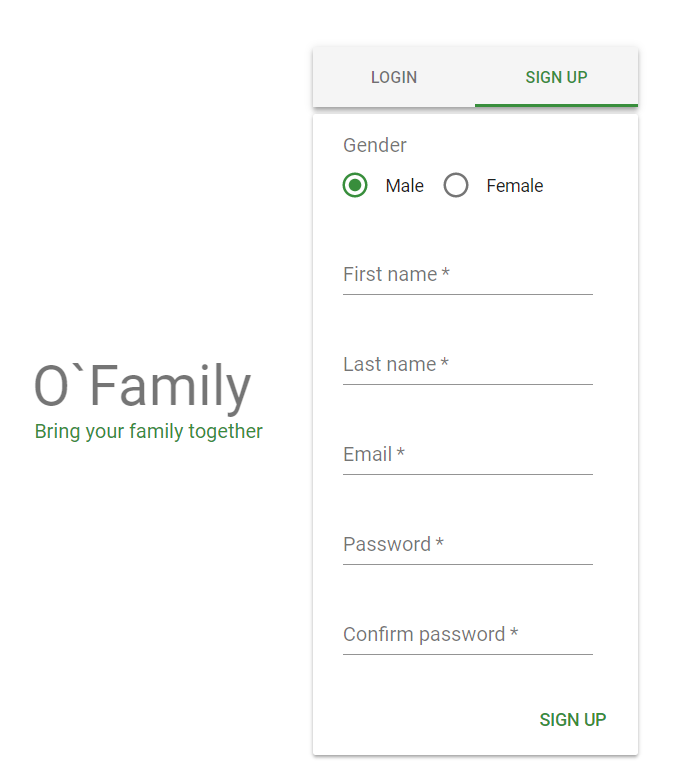 O`Family
Bring your family together
LOGIN SIGN UP
Gender
Male Female
First name *
Last name *
Email *
Password *
Confirm password *
SIGN UP